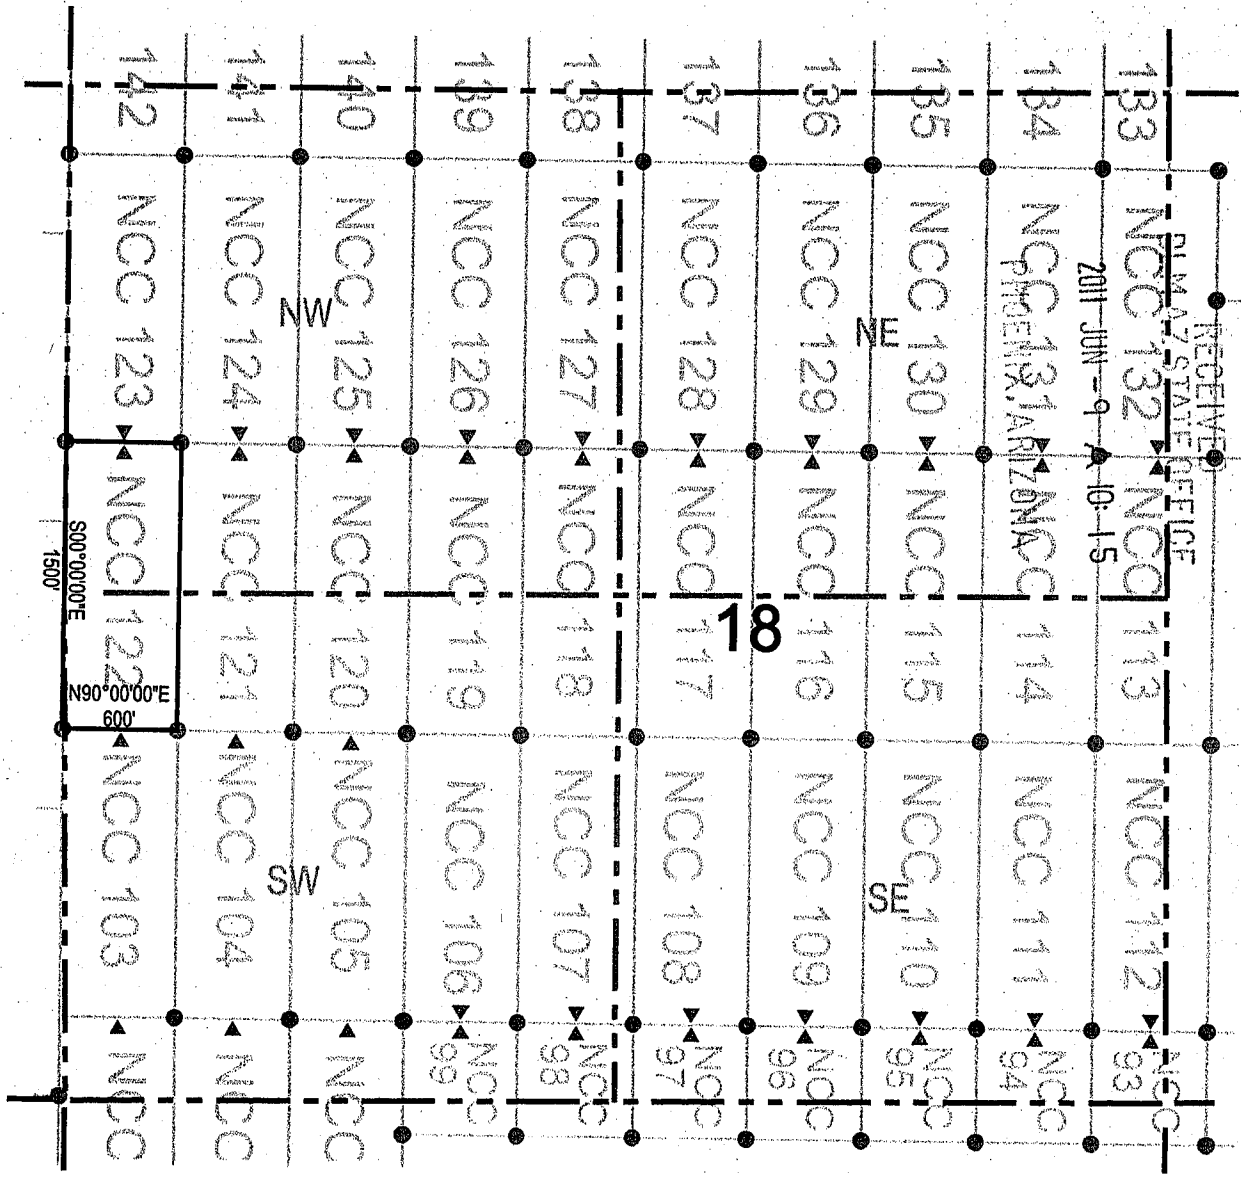 142
141
140
139
138
137
136
135
134
133
NCC 123
NCC 124
NCC 125
NCC 126
NCC 127
NCC 128
NCC 129
NCC 130
NCC 131
NCC 132
NW
NE
RECEIVED
BLM AZ STATE OFFICE
2011 JUN -9 A 10: 15
PHOENIX, ARIZONA
NCC 122
NCC 121
NCC 120
NCC 119
NCC 118
NCC 117
NCC 116
NCC 115
NCC 114
NCC 113
S00°00'00"E
1500'
N90°00'00"E
600'
18
NCC 103
NCC 104
NCC 105
NCC 106
NCC 107
NCC 108
NCC 109
NCC 110
NCC 111
NCC 112
SW
SE
NCC
NCC
NCC
NCC
99
NCC
98
NCC
97
NCC
96
NCC
95
NCC
94
NCC
93